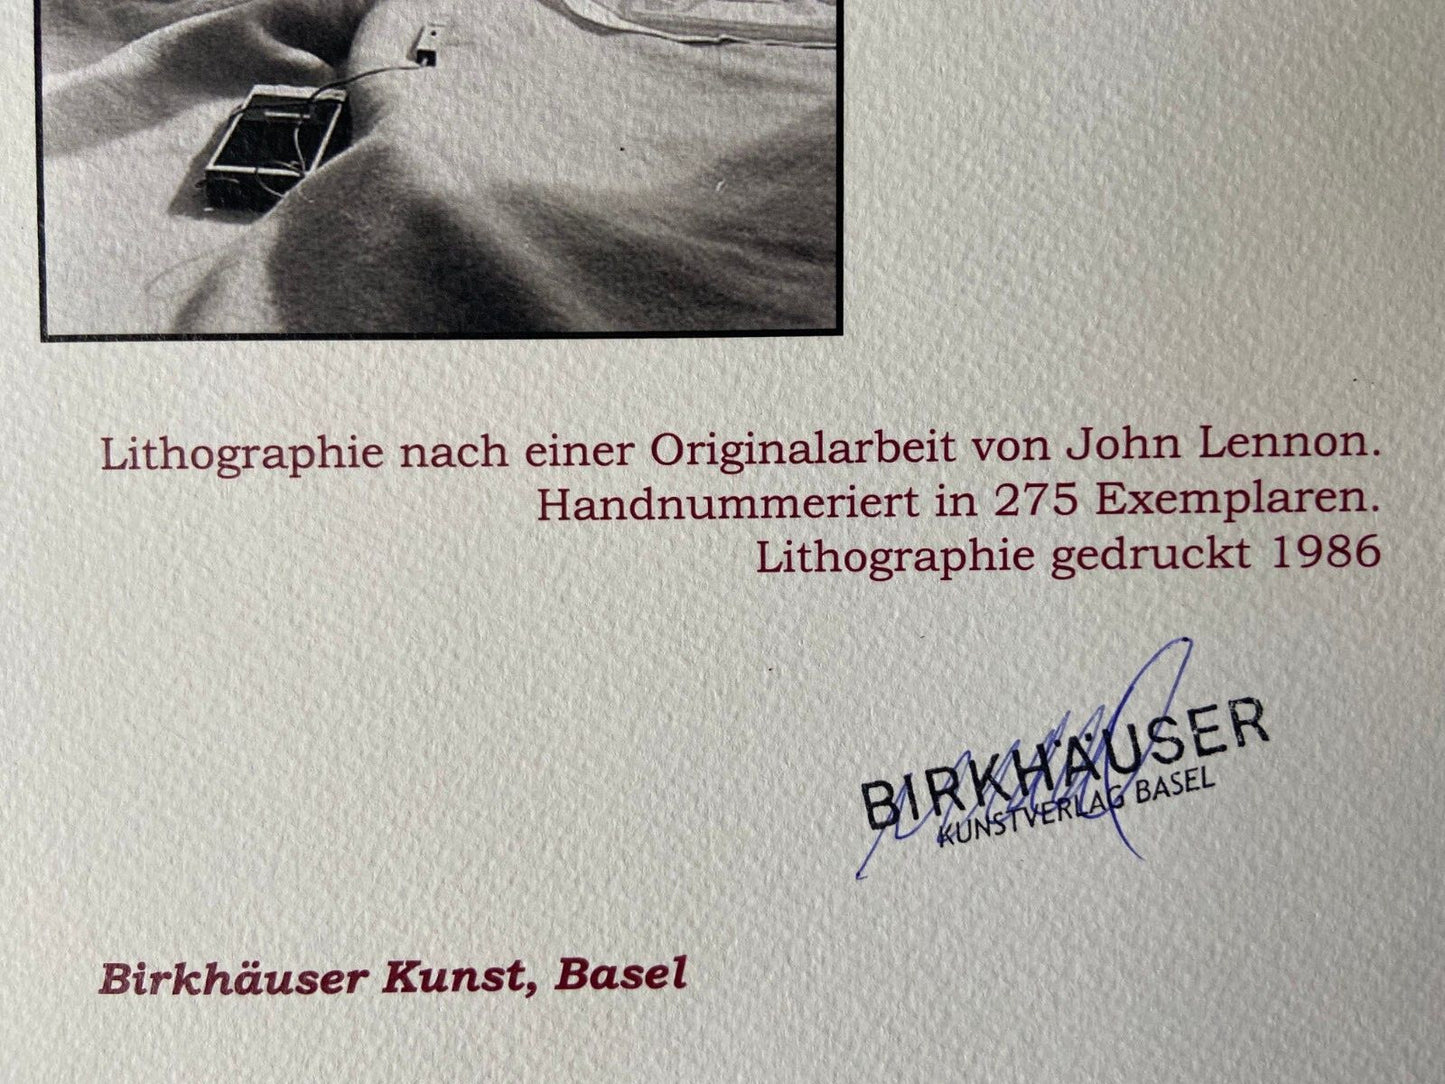 Lithographie nach einer Originalarbeit von John Lennon.
Handnummeriert in 275 Exemplaren.
Lithographie gedruckt 1986
BIRKHÄUSER
KUNSTVERLAG BASEL
Birkhäuser Kunst, Basel